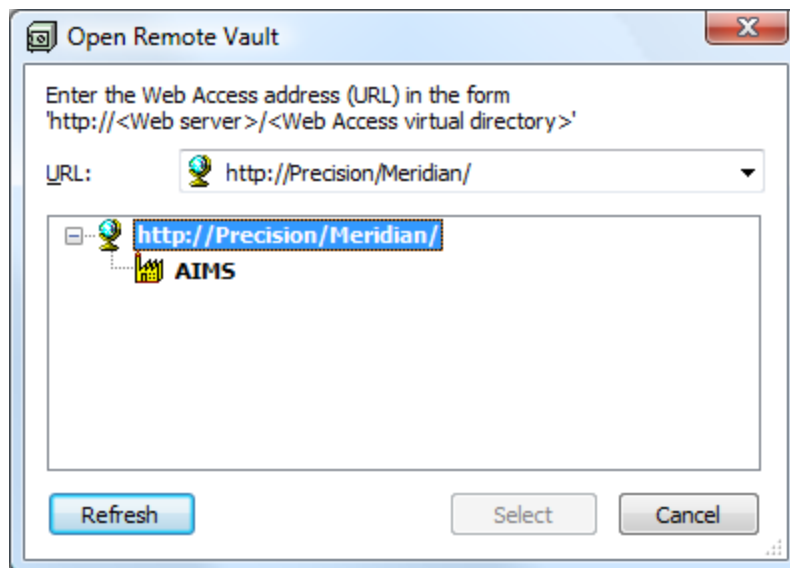 Open Remote Vault
Enter the Web Access address (URL) in the form
'http://<Web server>/<Web Access virtual directory>'
URL: http://Precision/Meridian/
http://Precision/Meridian/
AIMS
Refresh Select Cancel